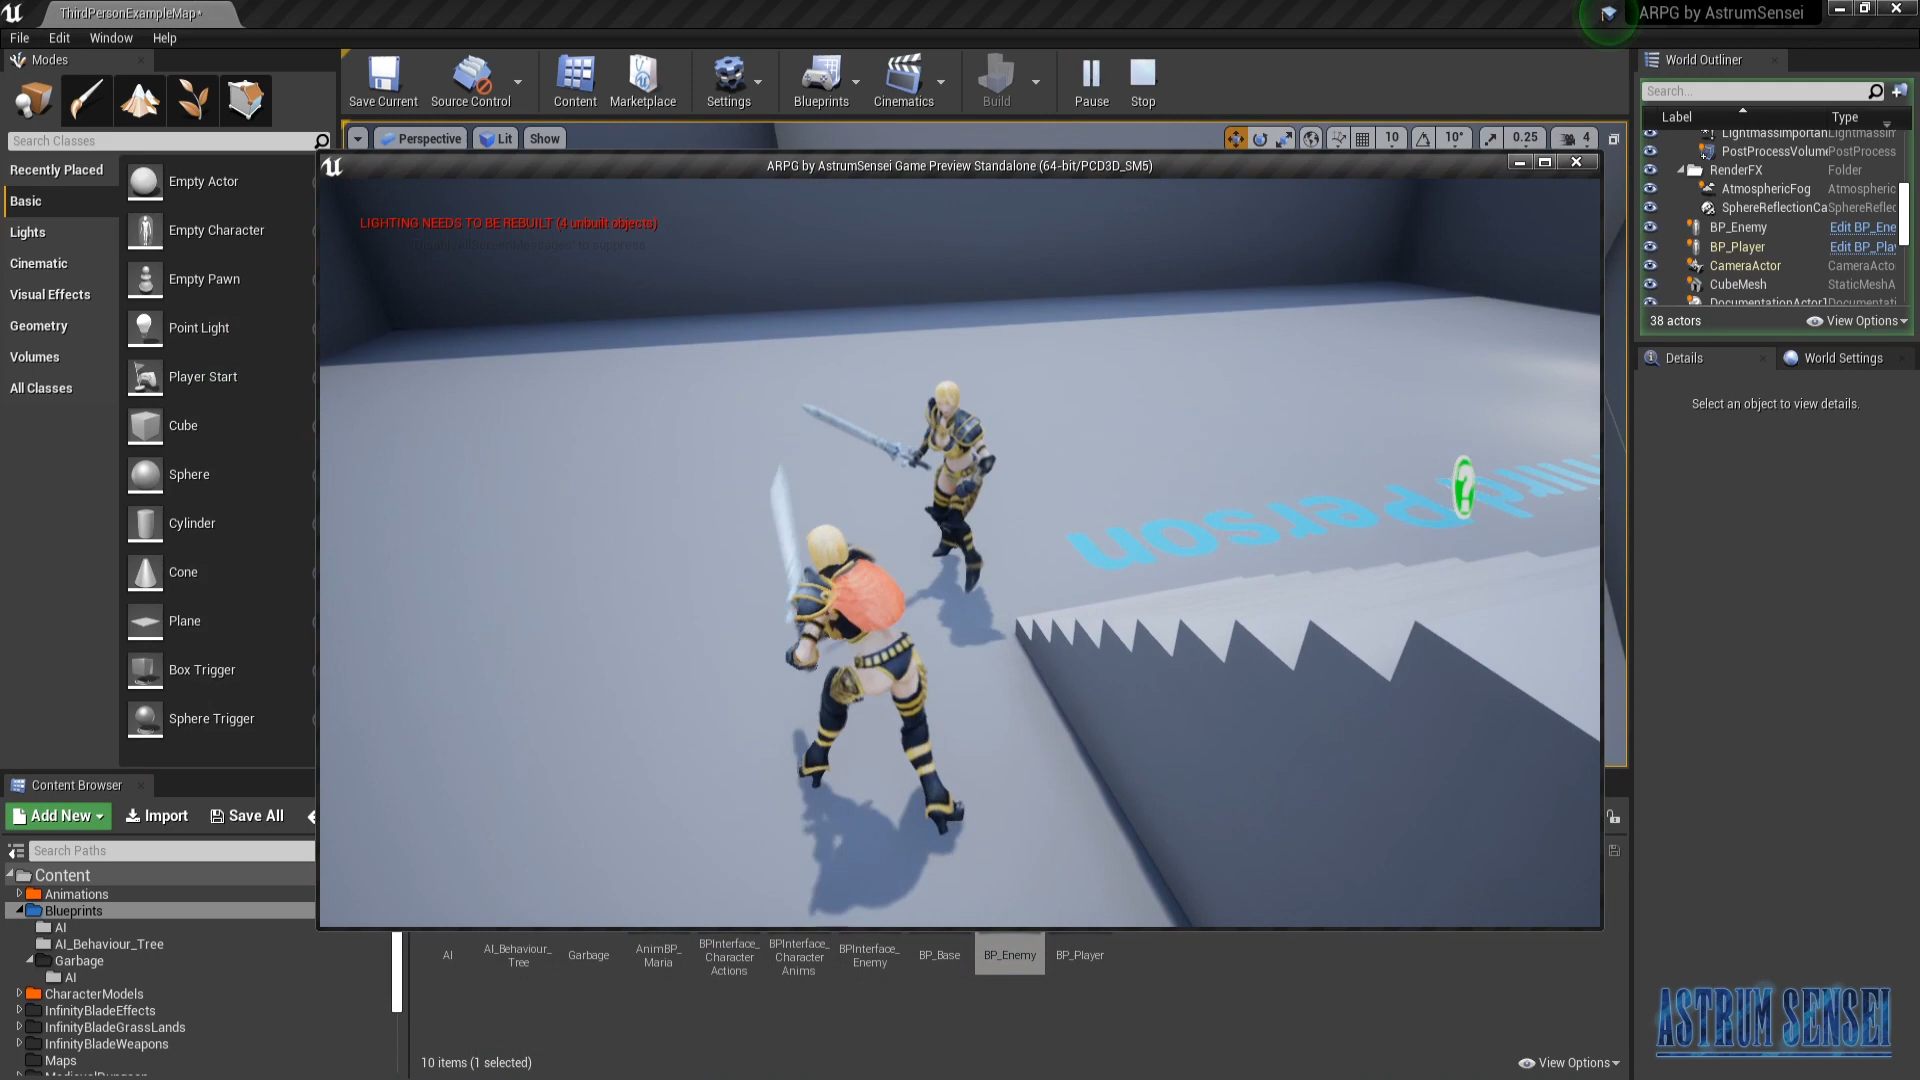 ThirdPersonExampleMap*
ARPG by AstrumSensei
File Edit Window Help
Modes
Search Classes
Recently Placed
Basic
Lights
Cinematic
Visual Effects
Geometry
Volumes
All Classes
Empty Actor
Empty Character
Empty Pawn
Point Light
Player Start
Cube
Sphere
Cylinder
Cone
Plane
Box Trigger
Sphere Trigger
Save Current Source Control Content Marketplace Settings Blueprints Cinematics Build Pause Stop
Perspective Lit Show
10 10° 0.25 4
ARPG by AstrumSensei Game Preview Standalone (64-bit/PCD3D_SM5)
LIGHTING NEEDS TO BE REBUILT (4 unbuilt objects)
'DisableAllScreenMessages' to suppress
Person
World Outliner
Search...
Label Type
PostProcessVolume PostProcess
RenderFX Folder
AtmosphericFog Atmospheric
SphereReflectionCa SphereReflec
BP_Enemy Edit BP_Ene
BP_Player Edit BP_Pla
CameraActor CameraActo
CubeMesh StaticMeshA
38 actors View Options
Details World Settings
Select an object to view details.
Content Browser
Add New Import Save All
Search Paths
Content
Animations
Blueprints
AI
AI_Behaviour_Tree
Garbage
AI
CharacterModels
InfinityBladeEffects
InfinityBladeGrassLands
InfinityBladeWeapons
Maps
AI
AI_Behaviour_
Tree
Garbage
AnimBP_
Maria
BPInterface_
Character
Actions
BPInterface_
Character
Anims
BPInterface_
Enemy
BP_Base
BP_Enemy
BP_Player
10 items (1 selected)
View Options
ASTRUM SENSEI